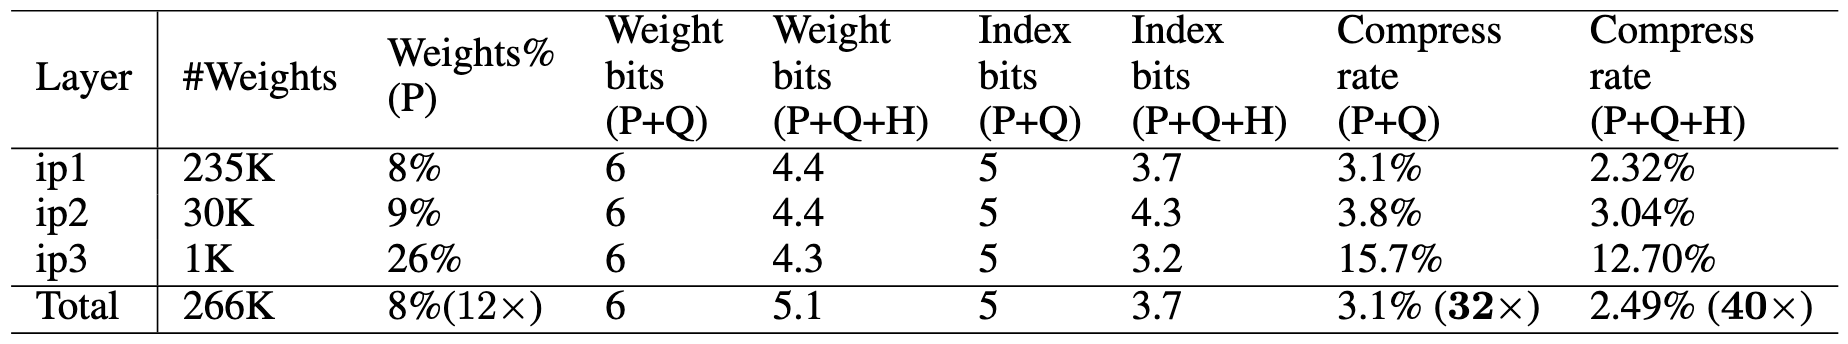 Layer #Weights Weights% (P) Weight bits (P+Q) Weight bits (P+Q+H) Index bits (P+Q) Index bits (P+Q+H) Compress rate (P+Q) Compress rate (P+Q+H)
ip1 235K 8% 6 4.4 5 3.7 3.1% 2.32%
ip2 30K 9% 6 4.4 5 4.3 3.8% 3.04%
ip3 1K 26% 6 4.3 5 3.2 15.7% 12.70%
Total 266K 8%(12×) 6 5.1 5 3.7 3.1% (32×) 2.49% (40×)